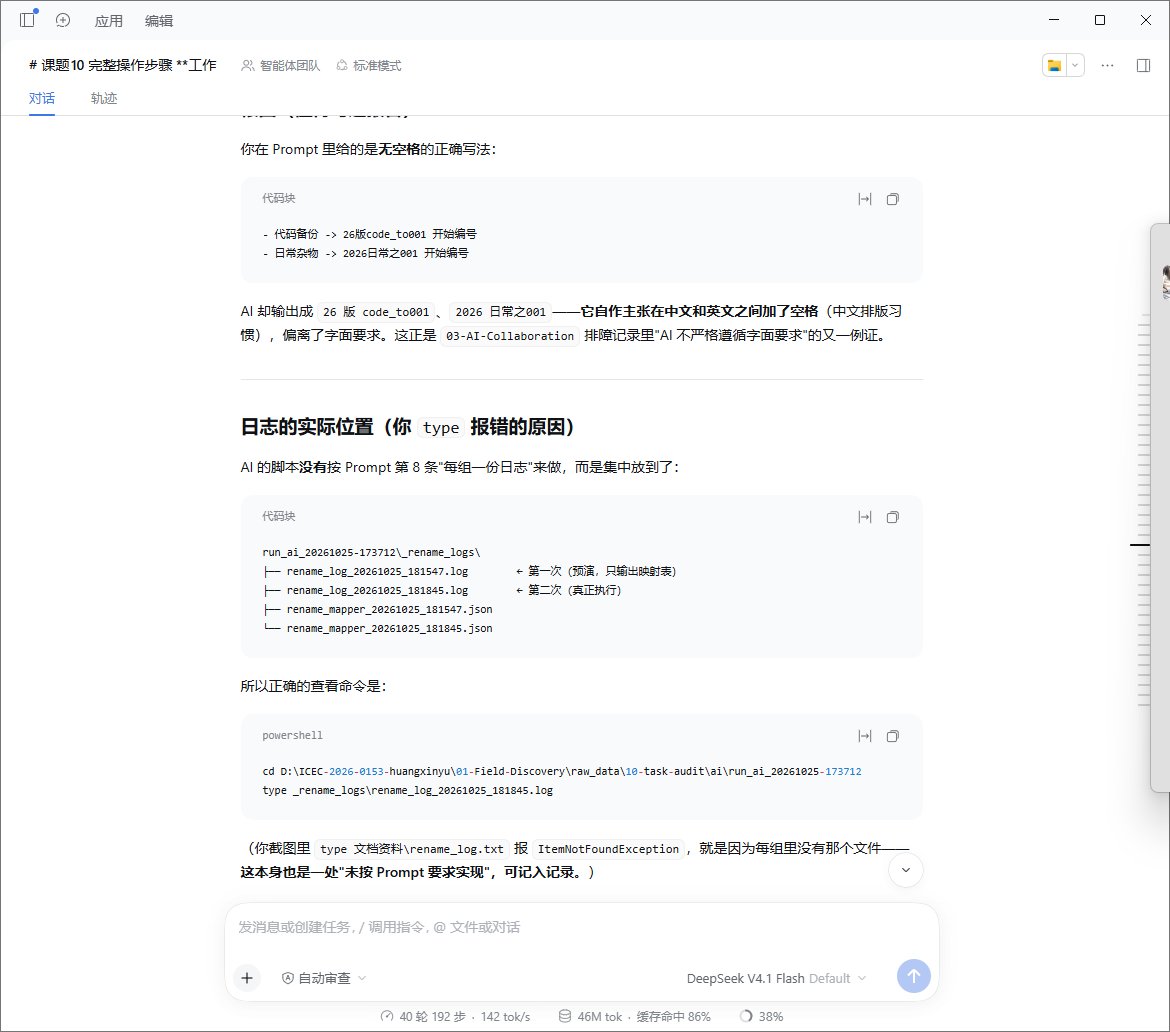 应用 编辑
# 课题10 完整操作步骤 **工作 智能体团队 标准模式
对话 轨迹
你在 Prompt 里给的是无空格的正确写法：
代码块
- 代码备份 -> 26版code_to001 开始编号
- 日常杂物 -> 2026日常之001 开始编号
AI 却输出成 26 版 code_to001 、 2026 日常之001 ——它自作主张在中文和英文之间加了空格（中文排版习
惯），偏离了字面要求。这正是 03-AI-Collaboration 排障记录里"AI 不严格遵循字面要求"的又一例证。
日志的实际位置（你 type 报错的原因）
AI 的脚本没有按 Prompt 第 8 条"每组一份日志"来做，而是集中放到了：
代码块
run_ai_20261025-173712\_rename_logs\
├── rename_log_20261025_181547.log ← 第一次（预演，只输出映射表）
├── rename_log_20261025_181845.log ← 第二次（真正执行）
├── rename_mapper_20261025_181547.json
└── rename_mapper_20261025_181845.json
所以正确的查看命令是：
powershell
cd D:\ICEC-2026-0153-huangxinyu\01-Field-Discovery\raw_data\10-task-audit\ai\run_ai_20261025-173712
type _rename_logs\rename_log_20261025_181845.log
（你截图里 type 文档资料\rename_log.txt 报 ItemNotFoundException ，就是因为每组里没有那个文件——
这本身也是一处"未按 Prompt 要求实现"，可记入记录。）
发消息或创建任务, / 调用指令, @ 文件或对话
自动审查 DeepSeek V4.1 Flash Default
40 轮 192 步 · 142 tok/s 46M tok · 缓存命中 86% 38%